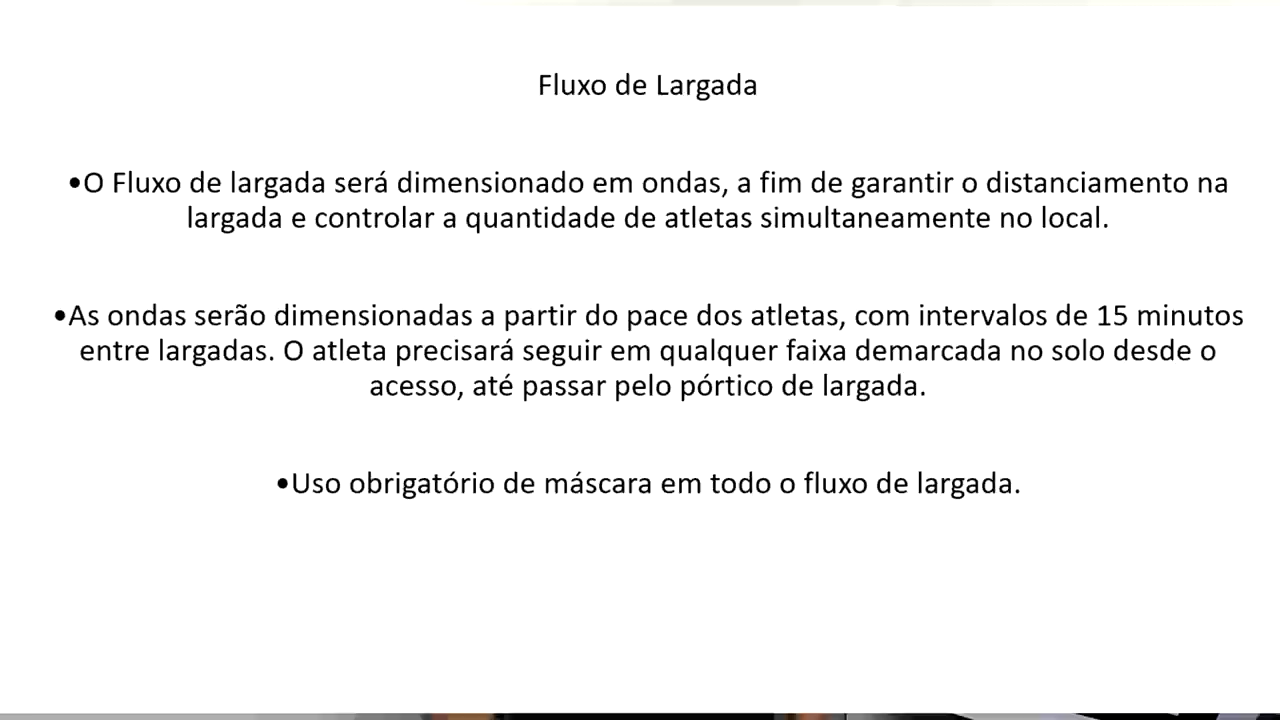 Fluxo de Largada
•O Fluxo de largada será dimensionado em ondas, a fim de garantir o distanciamento na
largada e controlar a quantidade de atletas simultaneamente no local.
•As ondas serão dimensionadas a partir do pace dos atletas, com intervalos de 15 minutos
entre largadas. O atleta precisará seguir em qualquer faixa demarcada no solo desde o
acesso, até passar pelo pórtico de largada.
•Uso obrigatório de máscara em todo o fluxo de largada.